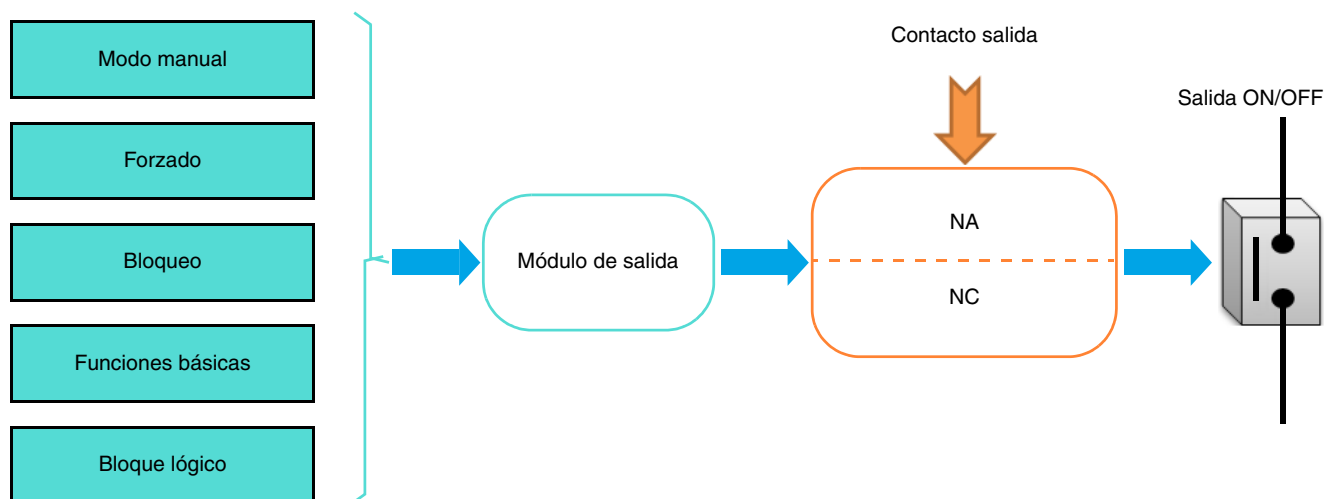 Modo manual
Forzado
Bloqueo
Funciones básicas
Bloque lógico
Módulo de salida
Contacto salida
NA
NC
Salida ON/OFF